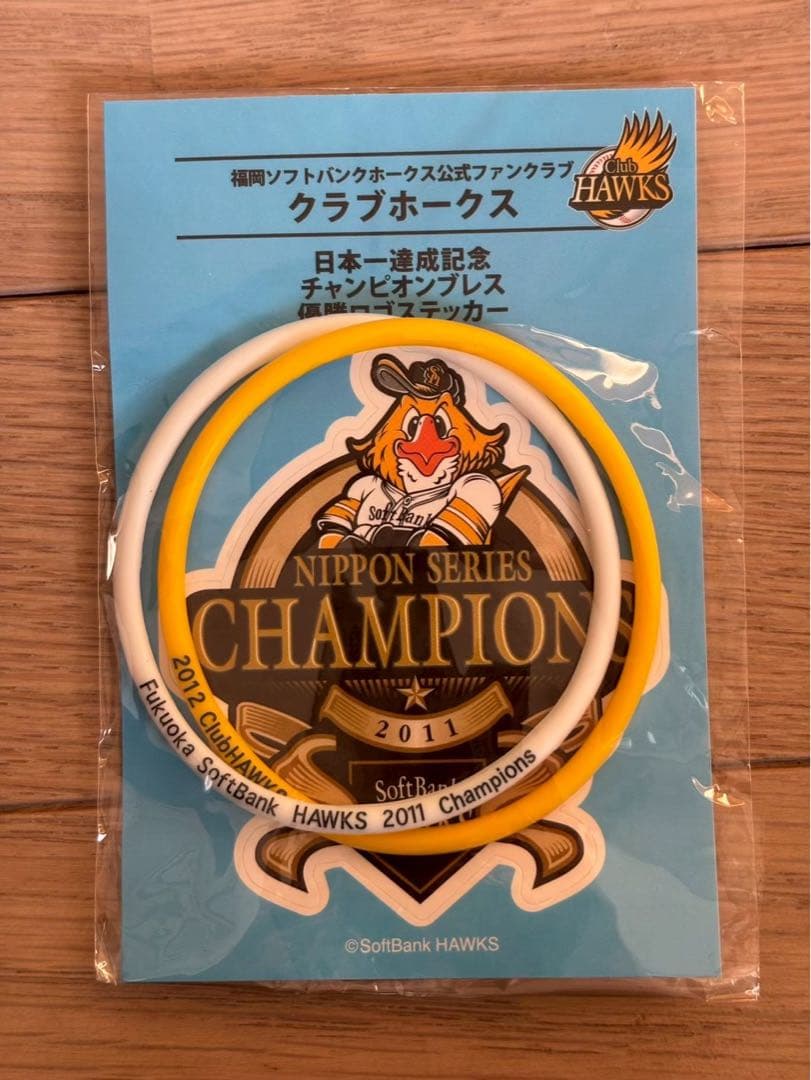 福岡ソフトバンクホークス公式ファンクラブ
Club
HAWKS
クラブホークス
日本一達成記念
チャンピオンブレス
優勝ロゴステッカー
SoftBank
NIPPON SERIES
CHAMPIONS
2011
SoftBank
2012 ClubHAWKS
Fukuoka SoftBank HAWKS 2011 Champions
©SoftBank HAWKS